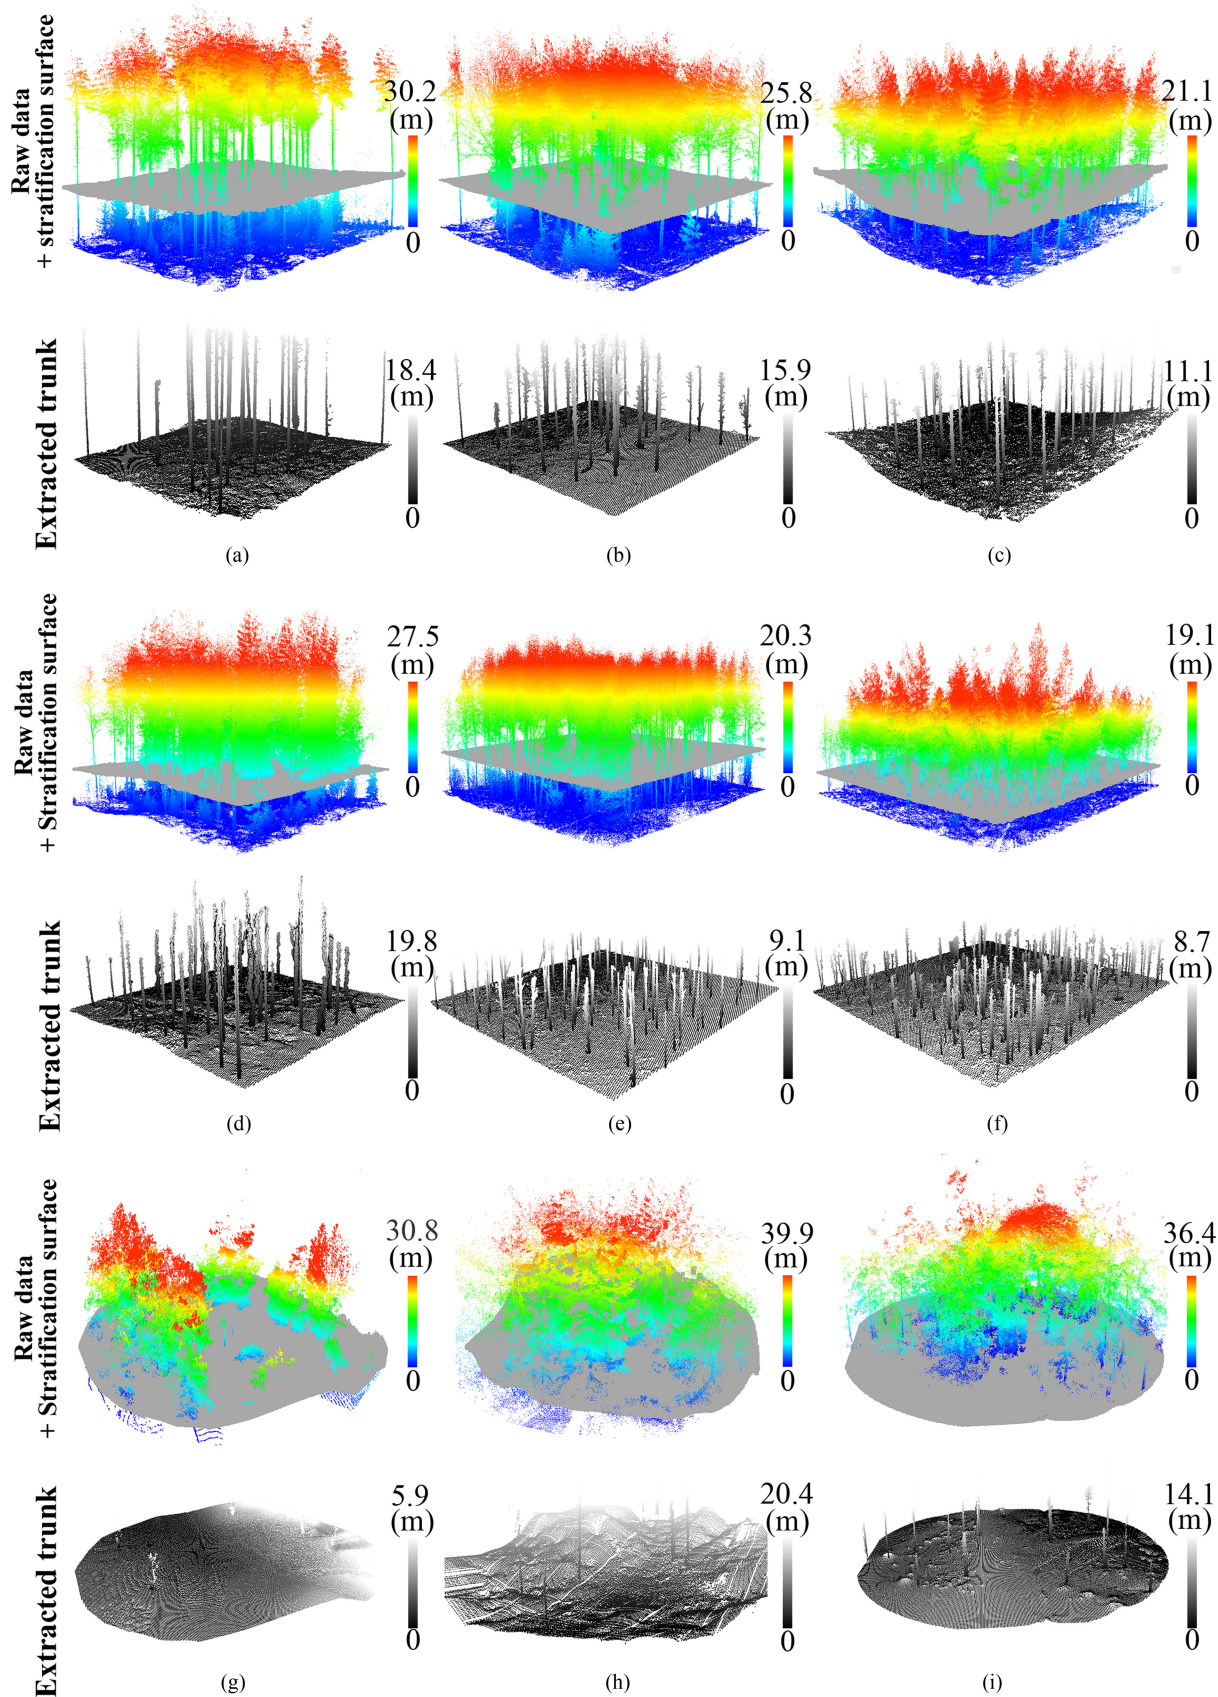 Raw data
+ stratification surface
30.2
(m)
0
25.8
(m)
0
21.1
(m)
0
Extracted trunk
18.4
(m)
0
15.9
(m)
0
11.1
(m)
0
(a)
(b)
(c)
Raw data
+ Stratification surface
27.5
(m)
0
20.3
(m)
0
19.1
(m)
0
Extracted trunk
19.8
(m)
0
9.1
(m)
0
8.7
(m)
0
(d)
(e)
(f)
Raw data
+ Stratification surface
30.8
(m)
0
39.9
(m)
0
36.4
(m)
0
Extracted trunk
5.9
(m)
0
20.4
(m)
0
14.1
(m)
0
(g)
(h)
(i)